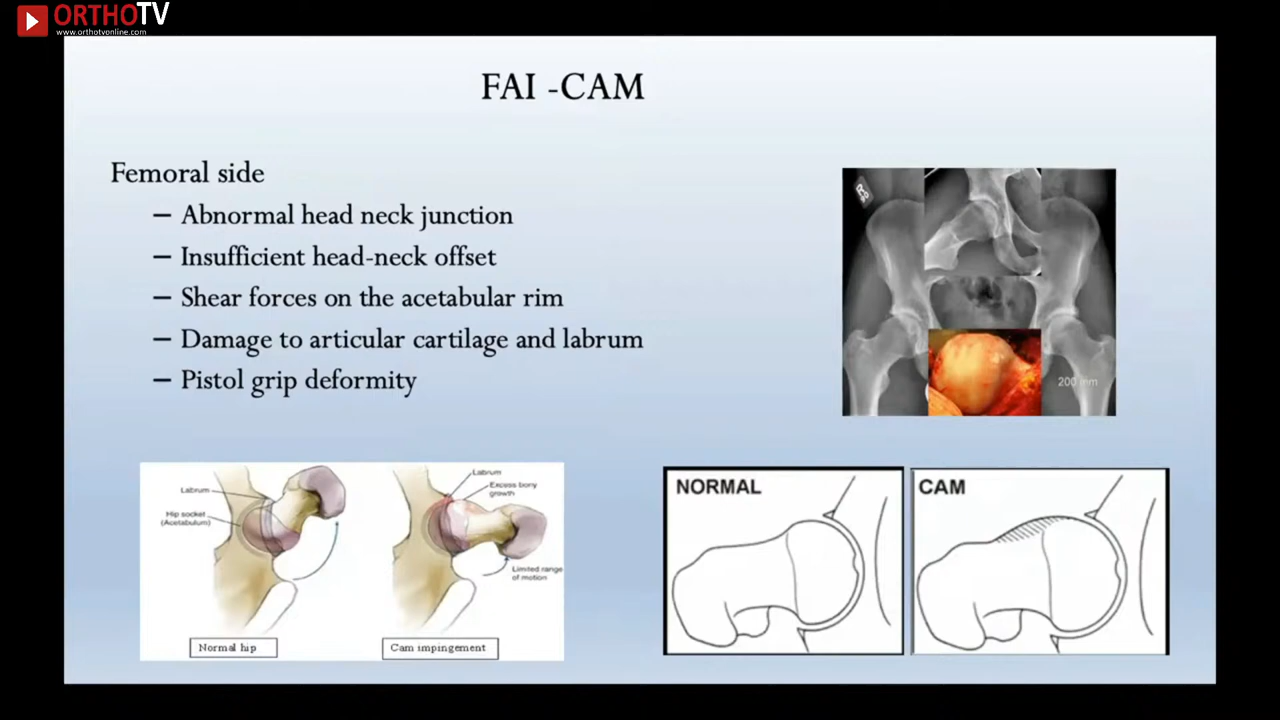 ORTHOTV
www.orthotvonline.com
FAI -CAM
Femoral side
– Abnormal head neck junction
– Insufficient head-neck offset
– Shear forces on the acetabular rim
– Damage to articular cartilage and labrum
– Pistol grip deformity
200 mm
Labrum
Hip socket
(Acetabulum)
Normal hip
Labrum
Excess bony
growth
Limited range
of motion
Cam impingement
NORMAL
CAM